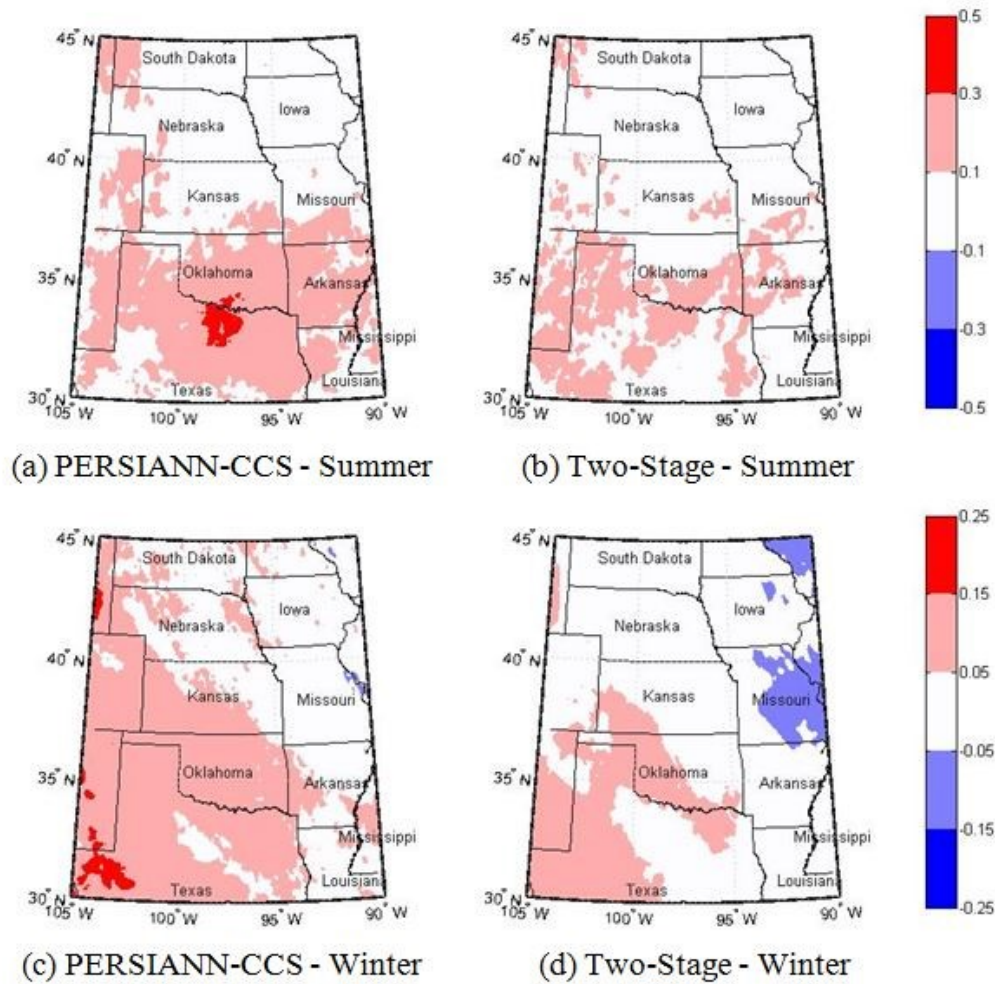 45° N
South Dakota
Iowa
Nebraska
40° N
Kansas
Missouri
35° N
Oklahoma
Arkansas
Mississippi
Louisian
Texas
30° N
105° W
100° W
95° W
90° W
(a) PERSIANN-CCS - Summer
45° N
South Dakota
Iowa
Nebraska
40° N
Kansas
Missouri
35° N
Oklahoma
Arkansas
Mississippi
Louisian
Texas
30° N
105° W
100° W
95° W
90° W
(b) Two-Stage - Summer
0.5
0.3
0.1
-0.1
-0.3
-0.5
45° N
South Dakota
Iowa
Nebraska
40° N
Kansas
Missouri
35° N
Oklahoma
Arkansas
Mississippi
Louisian
Texas
30° N
105° W
100° W
95° W
90° W
(c) PERSIANN-CCS - Winter
45° N
South Dakota
Iowa
Nebraska
40° N
Kansas
Missouri
35° N
Oklahoma
Arkansas
Mississippi
Louisian
Texas
30° N
105° W
100° W
95° W
90° W
(d) Two-Stage - Winter
0.25
0.15
0.05
-0.05
-0.15
-0.25